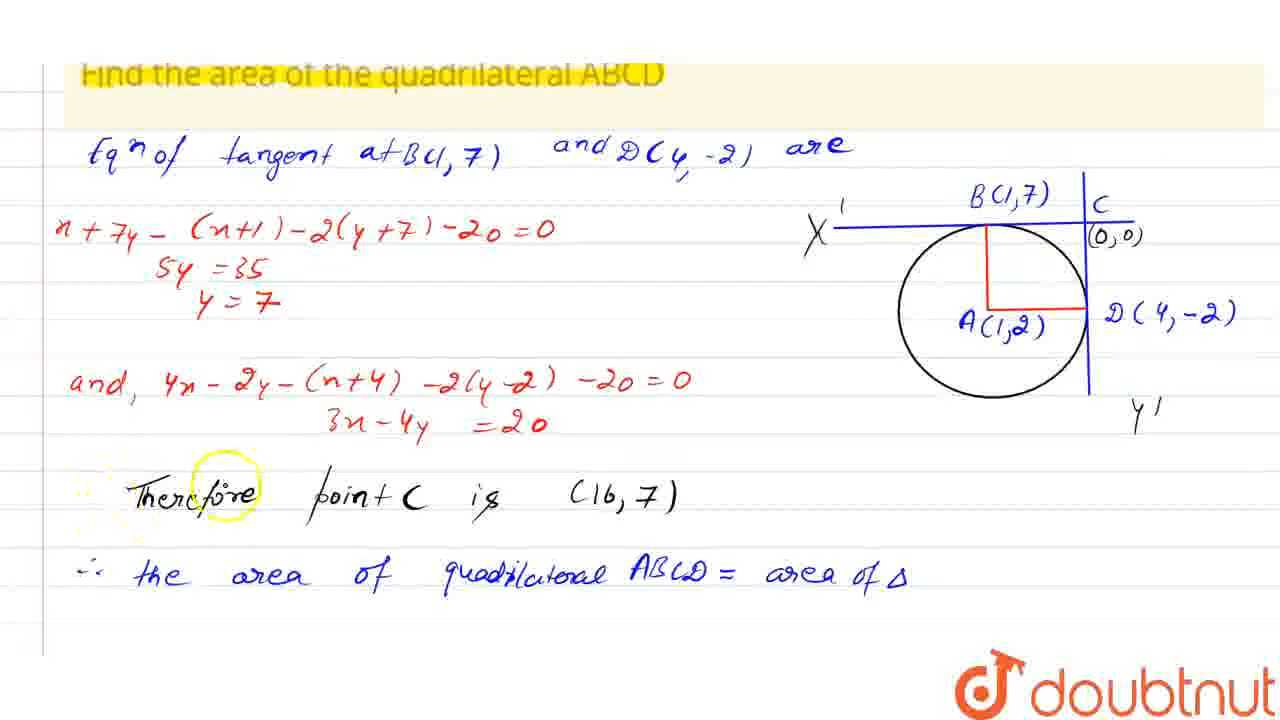 Find the area of the quadrilateral ABCD
Eqⁿ of tangent at B(1, 7) and D(4, -2) are
x + 7y - (x+1) - 2(y+7) - 20 = 0
5y = 35
y = 7
and, 4x - 2y - (x+4) - 2(y-2) - 20 = 0
3x - 4y = 20
Therefore point C is (16, 7)
∴ the area of quadrilateral ABCD = area of Δ
B(1, 7)
X'
C
(0, 0)
A(1, 2)
D(4, -2)
Y'
doubtnut